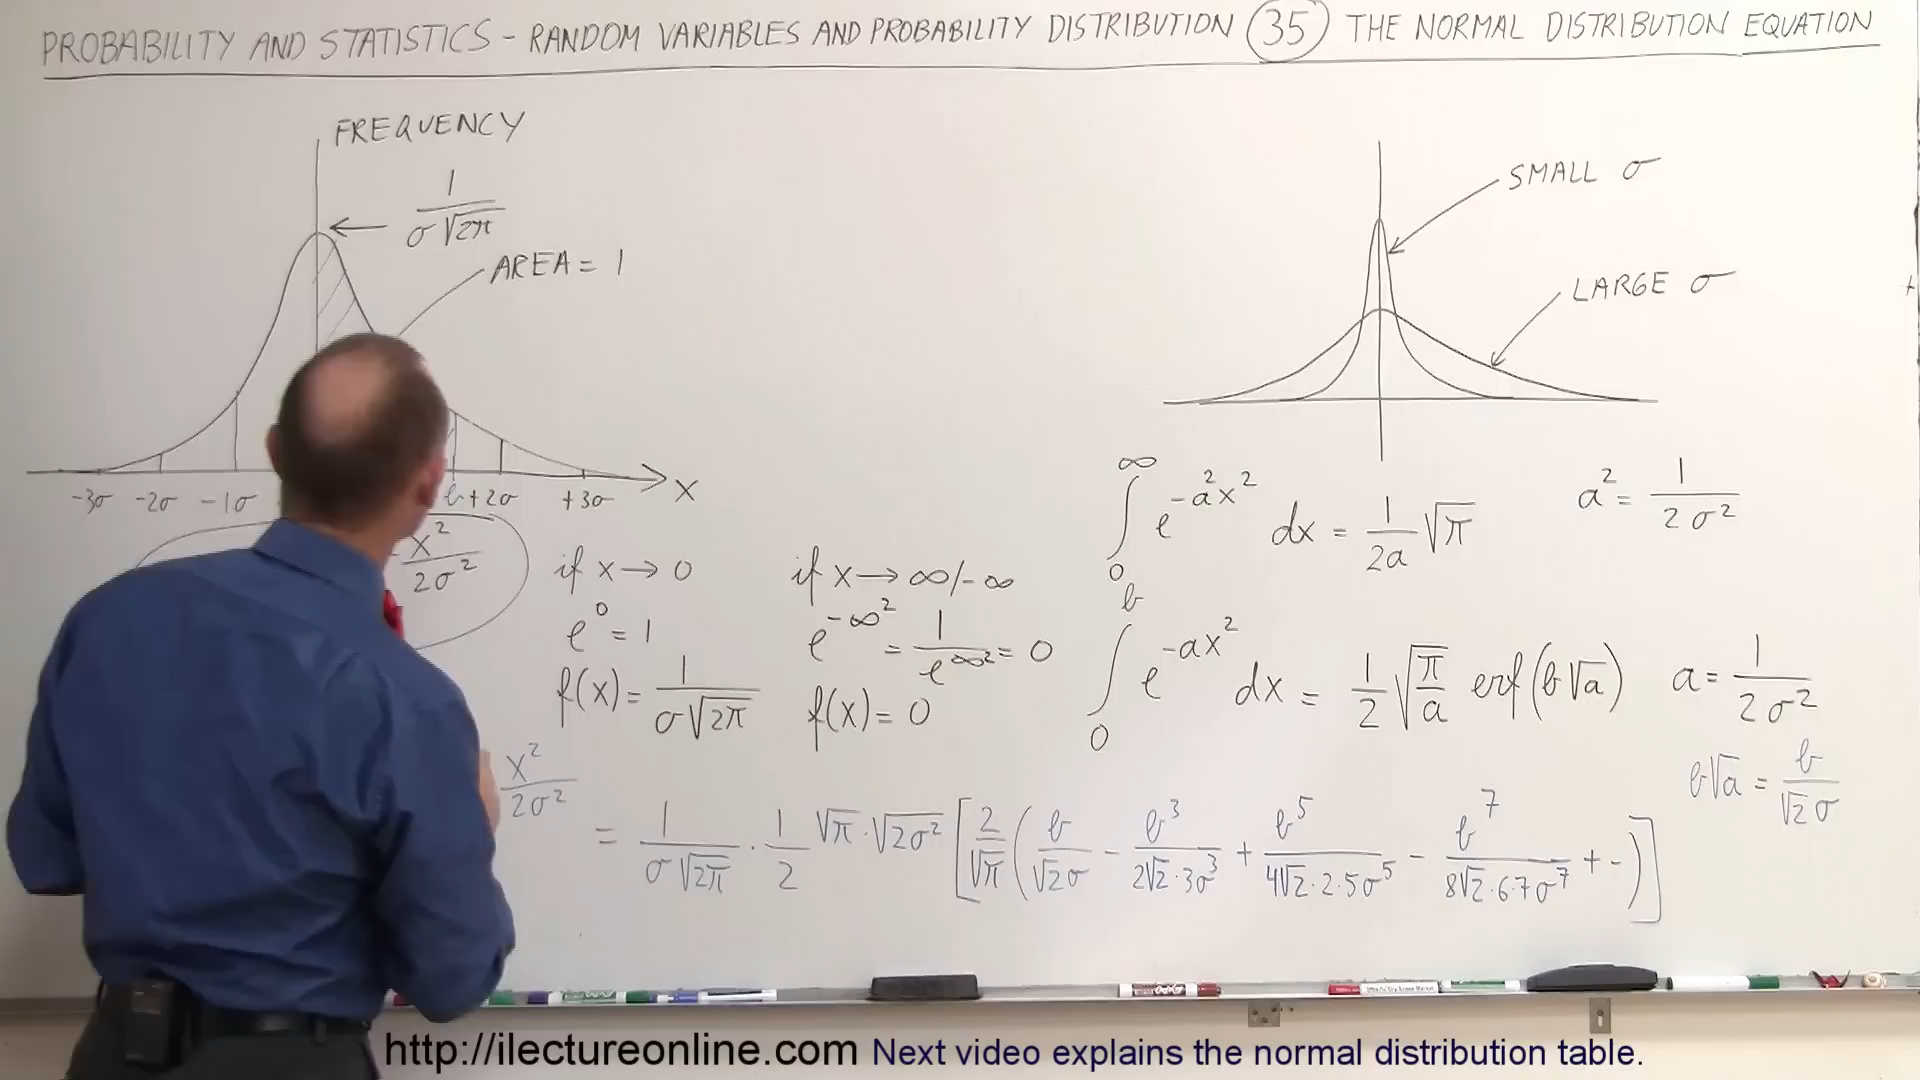 PROBABILITY AND STATISTICS - RANDOM VARIABLES AND PROBABILITY DISTRIBUTION (35) THE NORMAL DISTRIBUTION EQUATION
FREQUENCY
1/(σ√2π)
AREA = 1
-3σ -2σ -1σ b +2σ +3σ X
x²/2σ²
SMALL σ
LARGE σ
if x → 0
e^0 = 1
f(x) = 1/(σ√2π)
if x → ∞/-∞
e^-∞² = 1/e^∞² = 0
f(x) = 0
∫₀^∞ e^(-a²x²) dx = 1/2a √π
a² = 1/2σ²
∫₀^b e^(-ax²) dx = 1/2 √(π/a) erf(b√a)
a = 1/2σ²
b√a = b/√2σ
x²/2σ² = 1/(σ√2π) · 1/2 √π · √2σ² [2/√π (b/√2σ - b³/(2√2·3σ³) + b⁵/(4√2·2·5σ⁵) - b⁷/(8√2·6·7σ⁷) + -)]
http://ilectureonline.com Next video explains the normal distribution table.